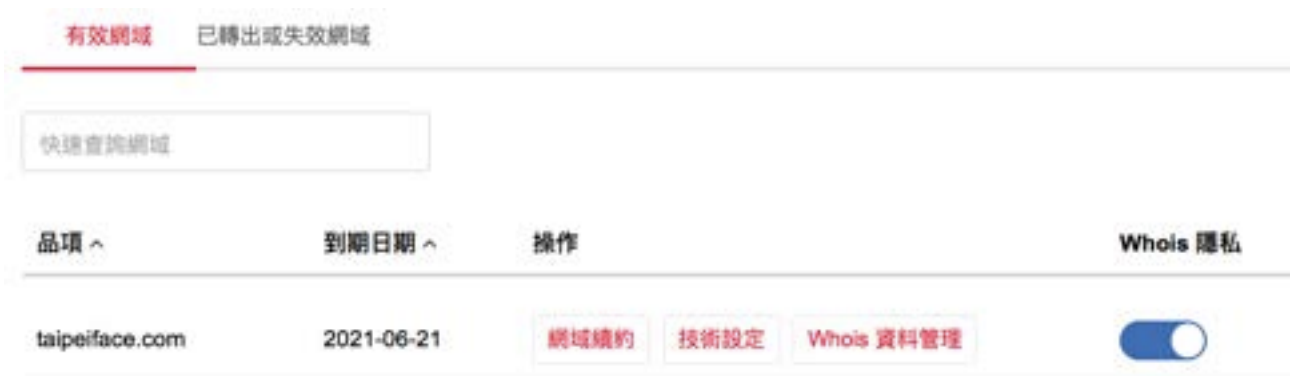 有效網域 已轉出或失效網域
快速查詢網域
品項 到期日期 操作 Whois 隱私
taipeiface.com 2021-06-21 網域續約 技術設定 Whois 資料管理